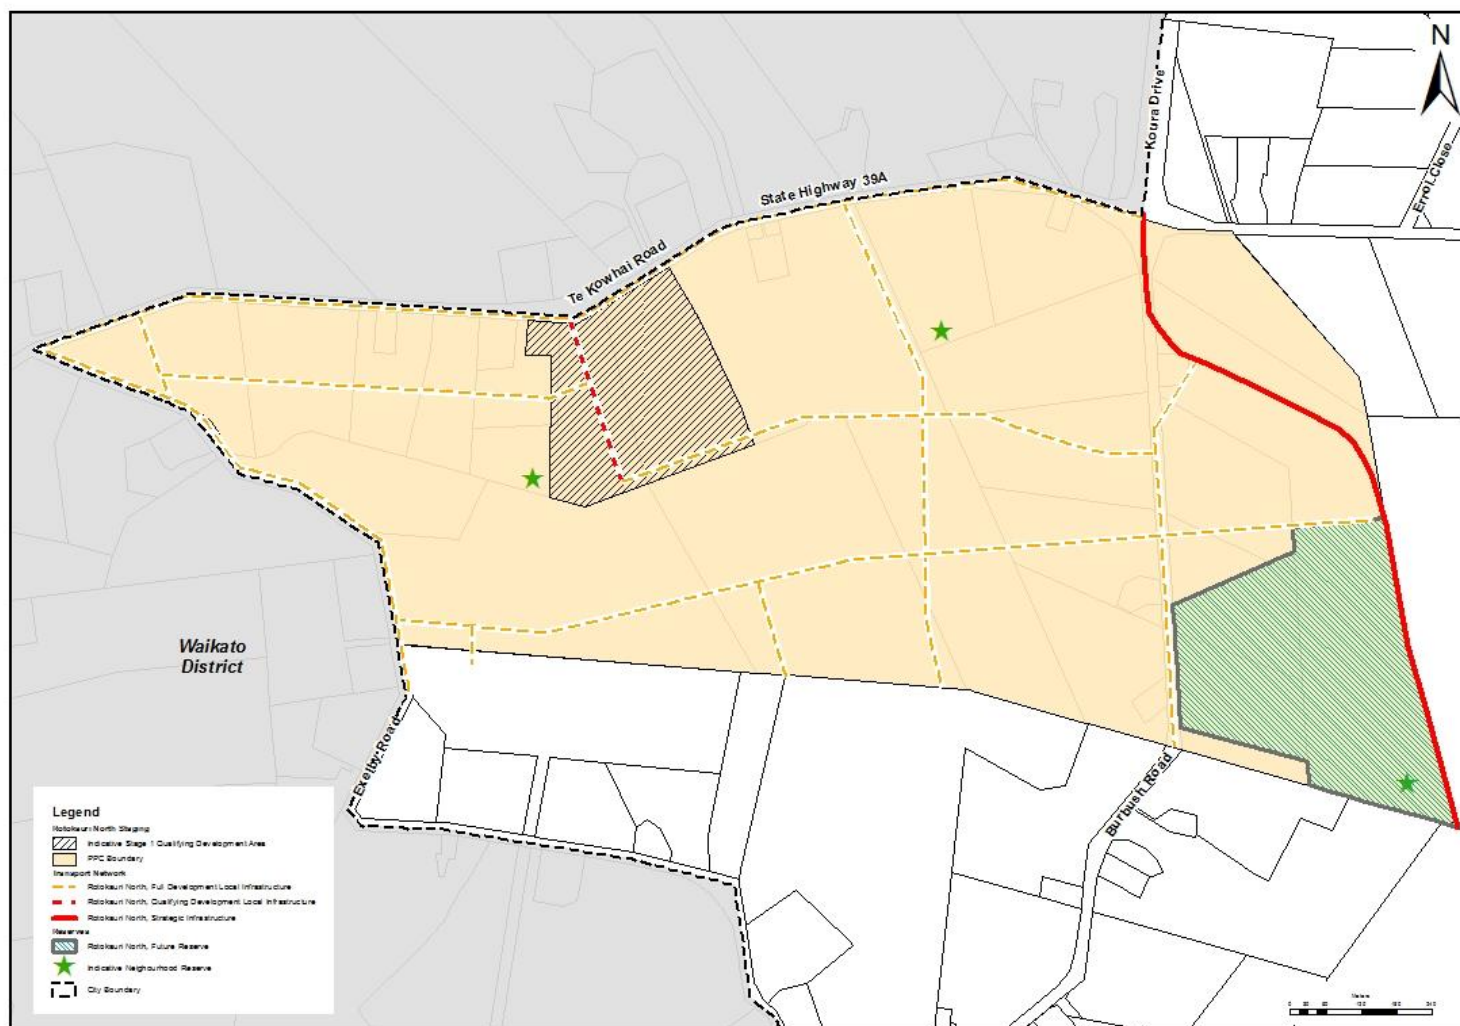 N
Koura Drive
Errol Close
State Highway 39A
Te Kowhai Road
Waikato
District
Exelby Road
Burbush Road
Legend
Rotokauri North Staging
Indicative Stage 1 Qualifying Development Area
PPC Boundary
Transport Network
Rotokauri North, Full Development Local Infrastructure
Rotokauri North, Qualifying Development Local Infrastructure
Rotokauri North, Strategic Infrastructure
Reserves
Rotokauri North, Future Reserve
Indicative Neighourhood Reserve
City Boundary
Meters